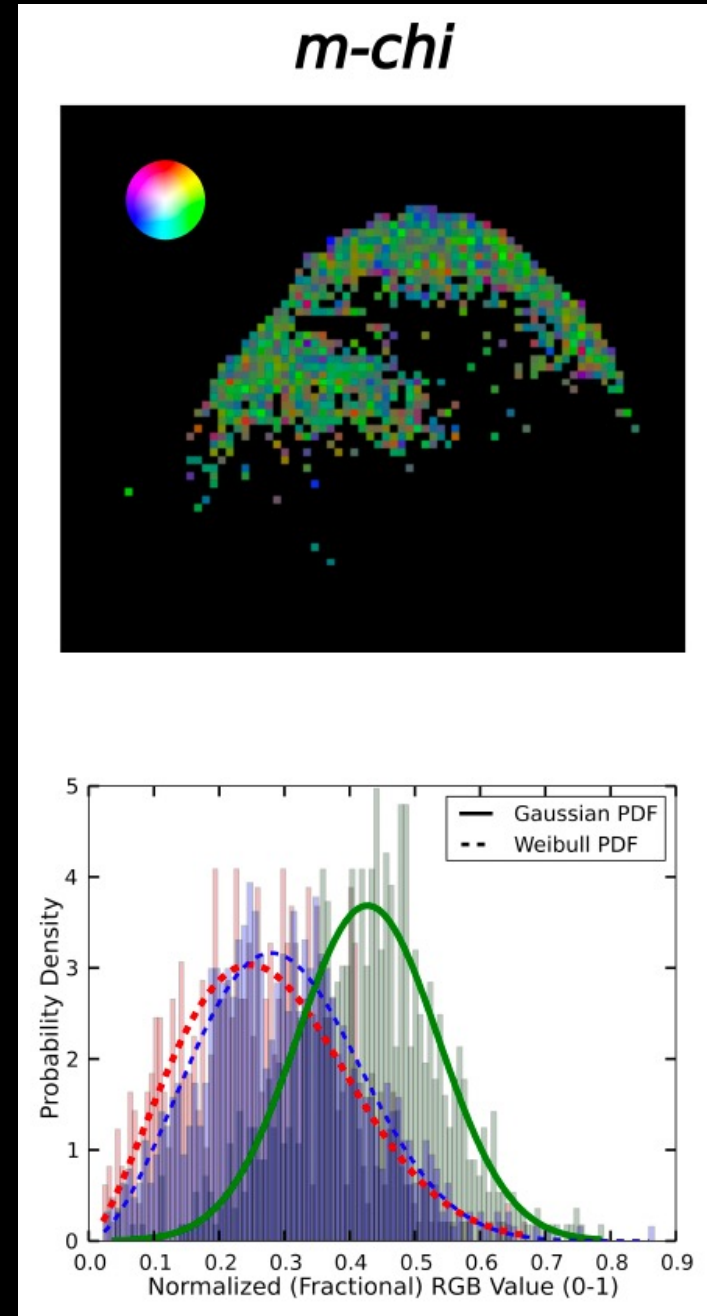 m-chi
5
4
3
2
1
0
Probability Density
Gaussian PDF
Weibull PDF
0.0 0.1 0.2 0.3 0.4 0.5 0.6 0.7 0.8 0.9
Normalized (Fractional) RGB Value (0-1)